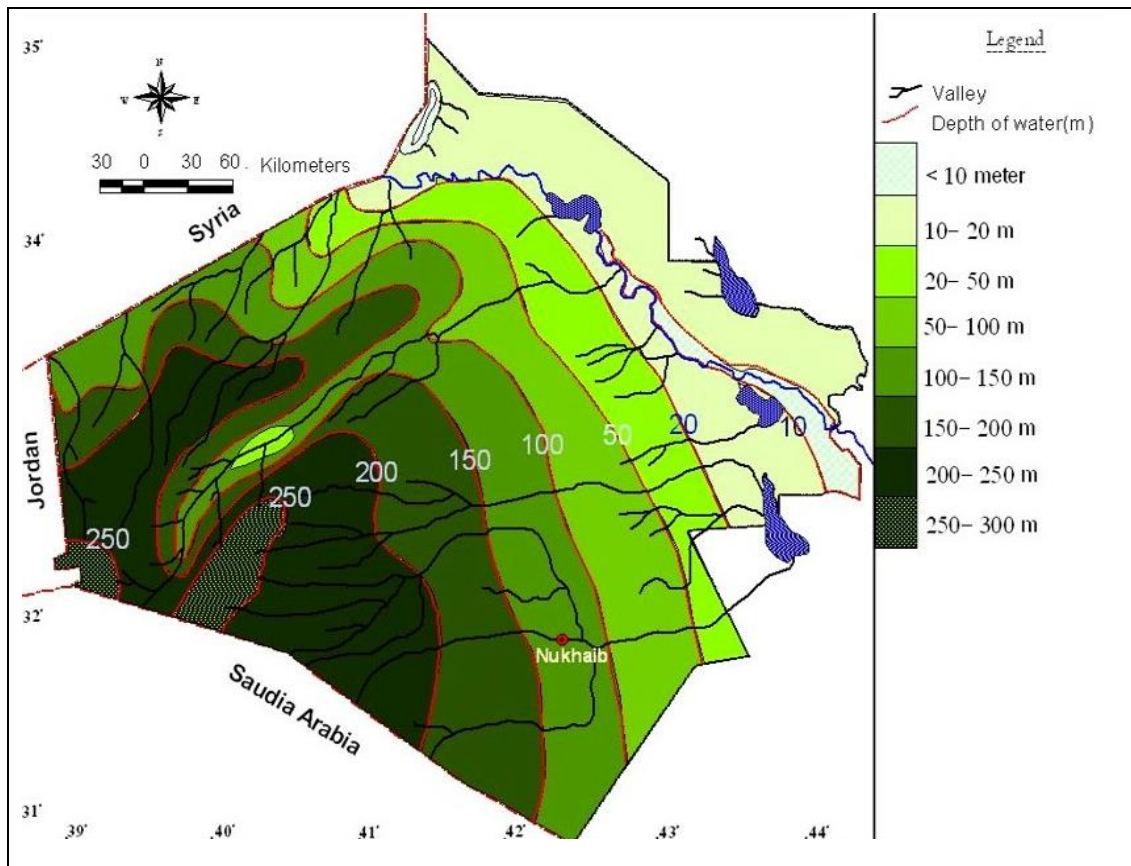 35°
34°
32°
31°
.39°
.40°
.41°
.42°
.43°
.44°
N
W
E
S
30 0 30 60 . Kilometers
Syria
Jordan
Saudia Arabia
250
250
200
150
100
50
20
10
Nukhaib
Legend
Valley
Depth of water(m)
< 10 meter
10– 20 m
20– 50 m
50– 100 m
100– 150 m
150– 200 m
200– 250 m
250– 300 m